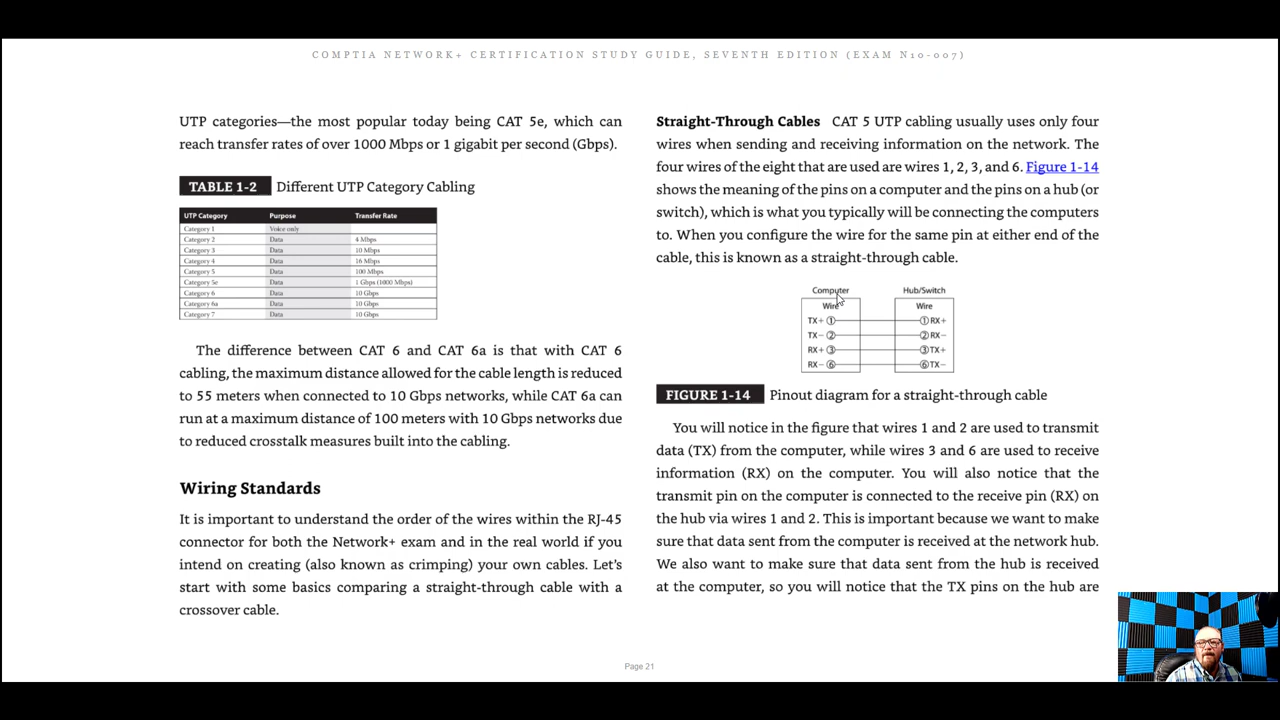 COMPTIA NETWORK+ CERTIFICATION STUDY GUIDE, SEVENTH EDITION (EXAM N10-007)
UTP categories—the most popular today being CAT 5e, which can
reach transfer rates of over 1000 Mbps or 1 gigabit per second (Gbps).
TABLE 1-2 Different UTP Category Cabling
UTP Category Purpose Transfer Rate
Category 1 Voice only
Category 2 Data 4 Mbps
Category 3 Data 10 Mbps
Category 4 Data 16 Mbps
Category 5 Data 100 Mbps
Category 5e Data 1 Gbps (1000 Mbps)
Category 6 Data 10 Gbps
Category 6a Data 10 Gbps
Category 7 Data 10 Gbps
The difference between CAT 6 and CAT 6a is that with CAT 6
cabling, the maximum distance allowed for the cable length is reduced
to 55 meters when connected to 10 Gbps networks, while CAT 6a can
run at a maximum distance of 100 meters with 10 Gbps networks due
to reduced crosstalk measures built into the cabling.
Wiring Standards
It is important to understand the order of the wires within the RJ-45
connector for both the Network+ exam and in the real world if you
intend on creating (also known as crimping) your own cables. Let's
start with some basics comparing a straight-through cable with a
crossover cable.
Straight-Through Cables CAT 5 UTP cabling usually uses only four
wires when sending and receiving information on the network. The
four wires of the eight that are used are wires 1, 2, 3, and 6. Figure 1-14
shows the meaning of the pins on a computer and the pins on a hub (or
switch), which is what you typically will be connecting the computers
to. When you configure the wire for the same pin at either end of the
cable, this is known as a straight-through cable.
Computer Hub/Switch
Wire Wire
TX+ 1 1 RX+
TX− 2 2 RX−
RX+ 3 3 TX+
RX− 6 6 TX−
FIGURE 1-14 Pinout diagram for a straight-through cable
You will notice in the figure that wires 1 and 2 are used to transmit
data (TX) from the computer, while wires 3 and 6 are used to receive
information (RX) on the computer. You will also notice that the
transmit pin on the computer is connected to the receive pin (RX) on
the hub via wires 1 and 2. This is important because we want to make
sure that data sent from the computer is received at the network hub.
We also want to make sure that data sent from the hub is received
at the computer, so you will notice that the TX pins on the hub are
Page 21